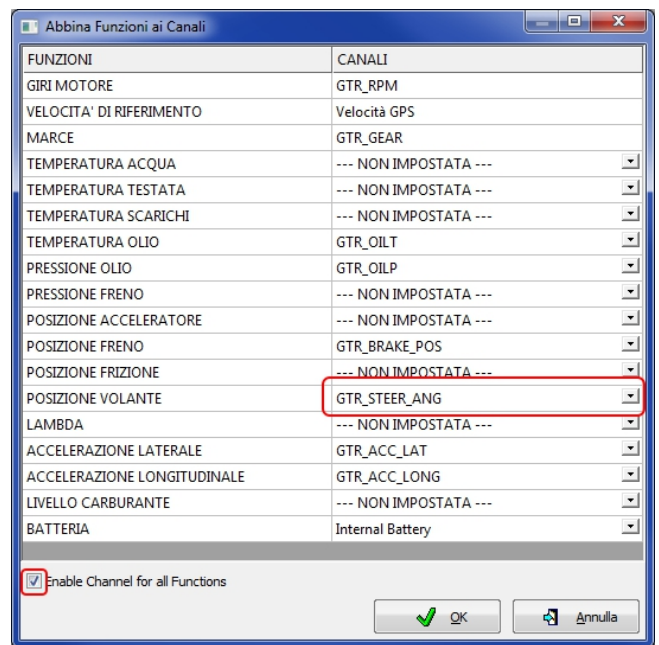 Abbina Funzioni ai Canali
FUNZIONI CANALI
GIRI MOTORE GTR_RPM
VELOCITA' DI RIFERIMENTO Velocità GPS
MARCE GTR_GEAR
TEMPERATURA ACQUA --- NON IMPOSTATA ---
TEMPERATURA TESTATA --- NON IMPOSTATA ---
TEMPERATURA SCARICHI --- NON IMPOSTATA ---
TEMPERATURA OLIO GTR_OILT
PRESSIONE OLIO GTR_OILP
PRESSIONE FRENO --- NON IMPOSTATA ---
POSIZIONE ACCELERATORE --- NON IMPOSTATA ---
POSIZIONE FRENO GTR_BRAKE_POS
POSIZIONE FRIZIONE --- NON IMPOSTATA ---
POSIZIONE VOLANTE GTR_STEER_ANG
LAMBDA --- NON IMPOSTATA ---
ACCELERAZIONE LATERALE GTR_ACC_LAT
ACCELERAZIONE LONGITUDINALE GTR_ACC_LONG
LIVELLO CARBURANTE --- NON IMPOSTATA ---
BATTERIA Internal Battery
Enable Channel for all Functions
OK Annulla